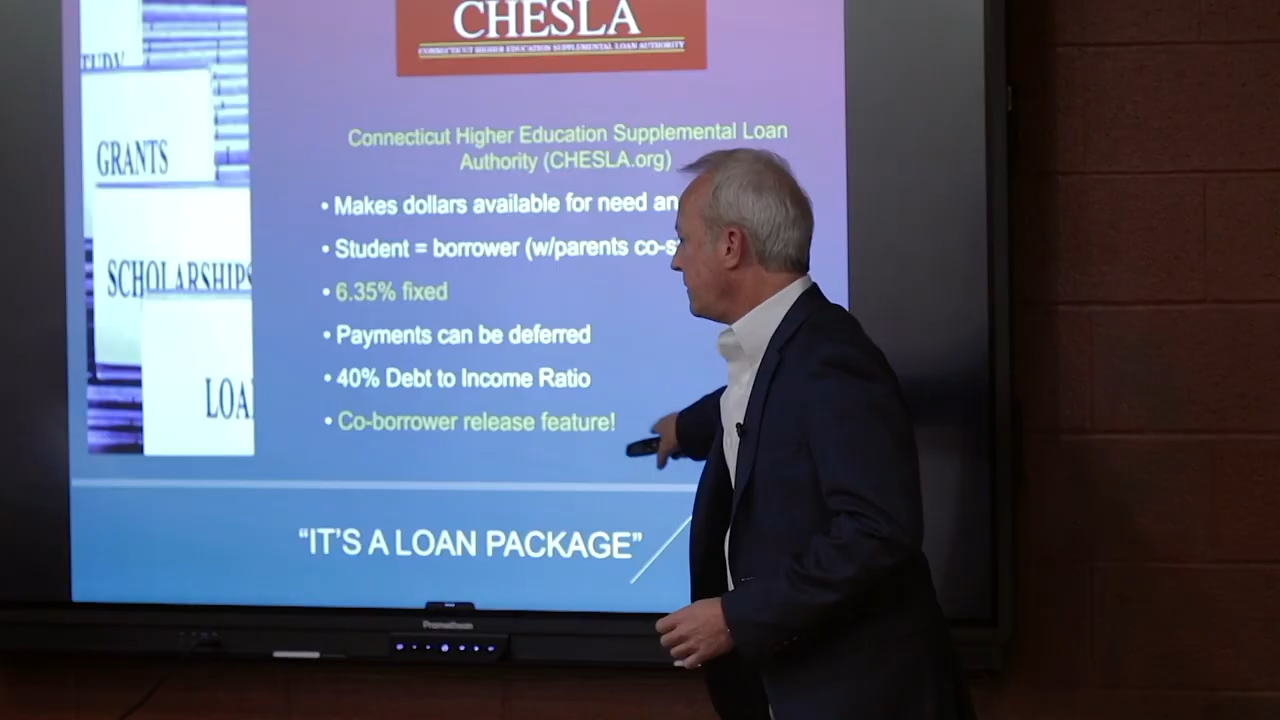 CHESLA
CONNECTICUT HIGHER EDUCATION SUPPLEMENTAL LOAN AUTHORITY
STUDY
GRANTS
SCHOLARSHIPS
LOA
Connecticut Higher Education Supplemental Loan
Authority (CHESLA.org)
• Makes dollars available for need an
• Student = borrower (w/parents co-s
• 6.35% fixed
• Payments can be deferred
• 40% Debt to Income Ratio
• Co-borrower release feature!
“IT’S A LOAN PACKAGE”
Promethean